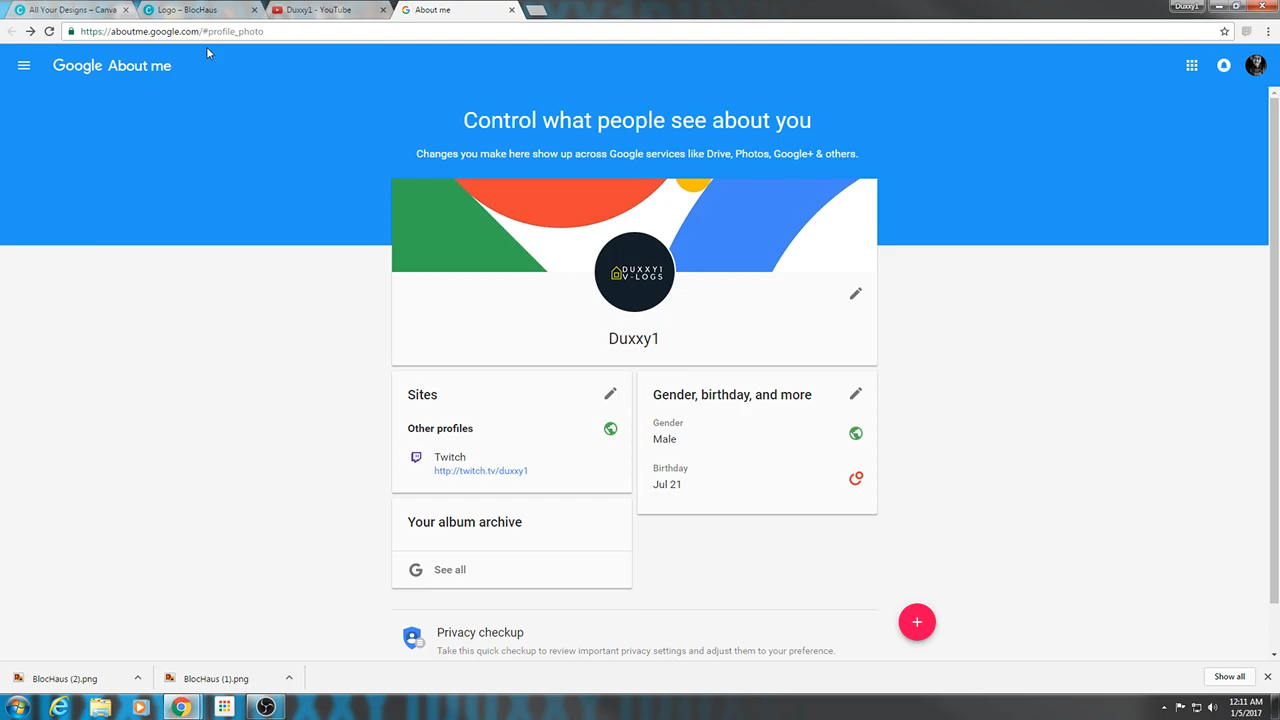 All Your Designs – Canva
Logo – BlocHaus
Duxxy1 - YouTube
About me
Duxxy1
https://aboutme.google.com/#profile_photo
Google About me
Control what people see about you
Changes you make here show up across Google services like Drive, Photos, Google+ & others.
DUXXY1
V-LOGS
Duxxy1
Sites
Other profiles
Twitch
http://twitch.tv/duxxy1
Gender, birthday, and more
Gender
Male
Birthday
Jul 21
Your album archive
G See all
Privacy checkup
Take this quick checkup to review important privacy settings and adjust them to your preference.
BlocHaus (2).png
BlocHaus (1).png
Show all
12:11 AM
1/5/2017